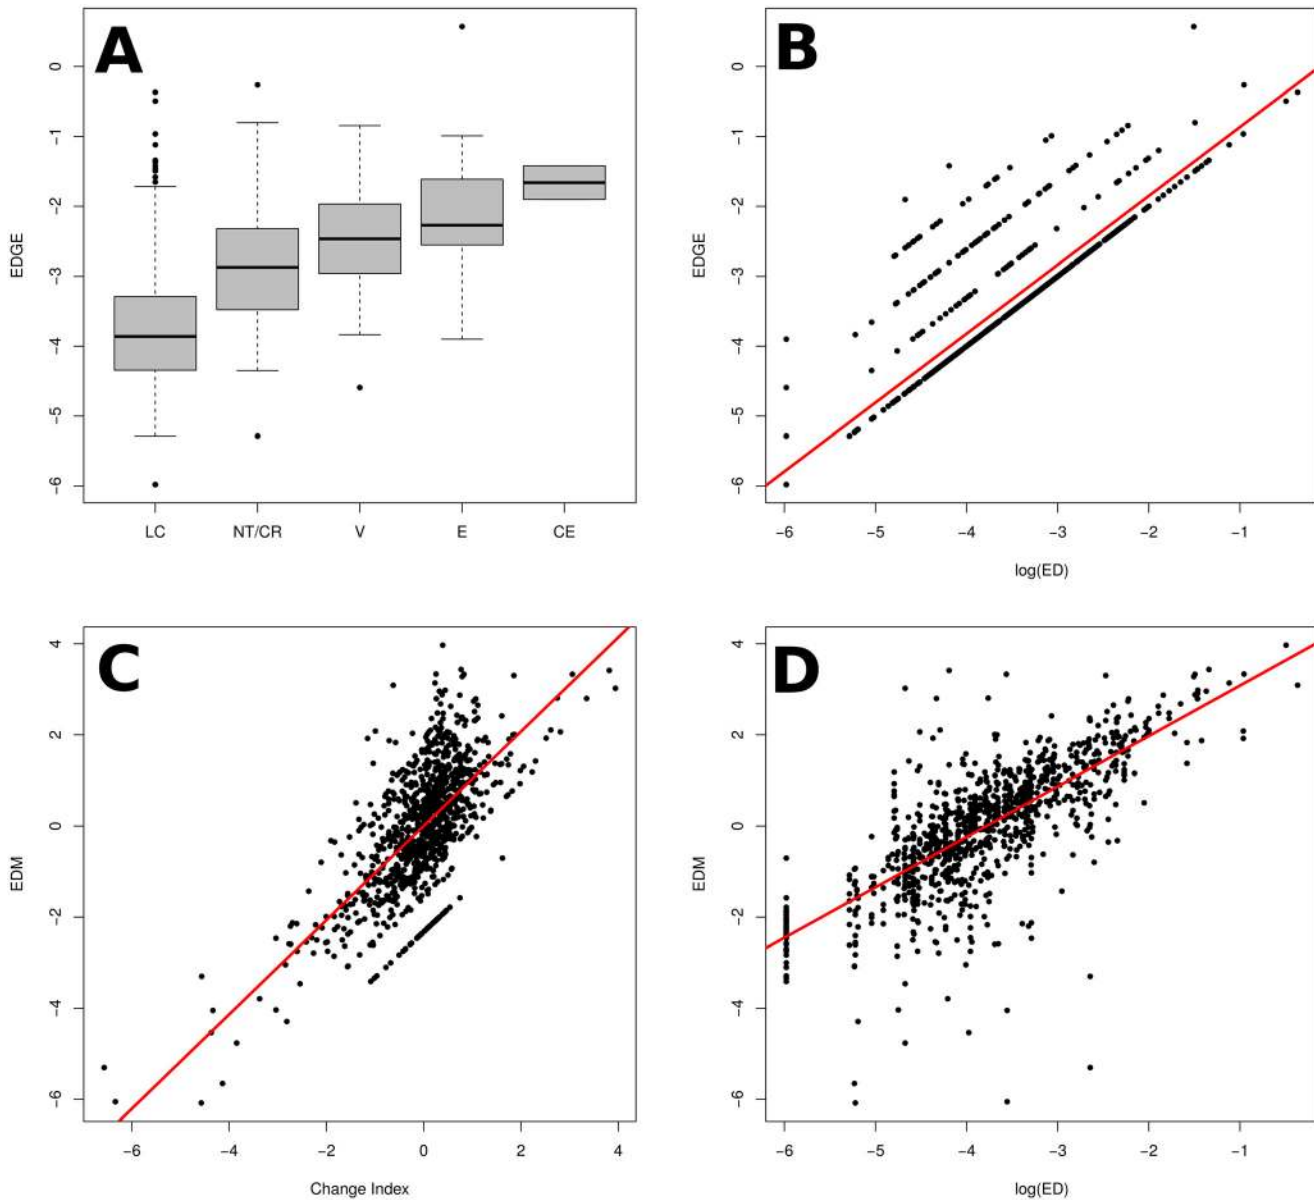 A
EDGE
0
−1
−2
−3
−4
−5
−6
LC NT/CR V E CE
B
EDGE
0
−1
−2
−3
−4
−5
−6
−6 −5 −4 −3 −2 −1
log(ED)
C
EDM
4
2
0
−2
−4
−6
−6 −4 −2 0 2 4
Change Index
D
EDM
4
2
0
−2
−4
−6
−6 −5 −4 −3 −2 −1
log(ED)